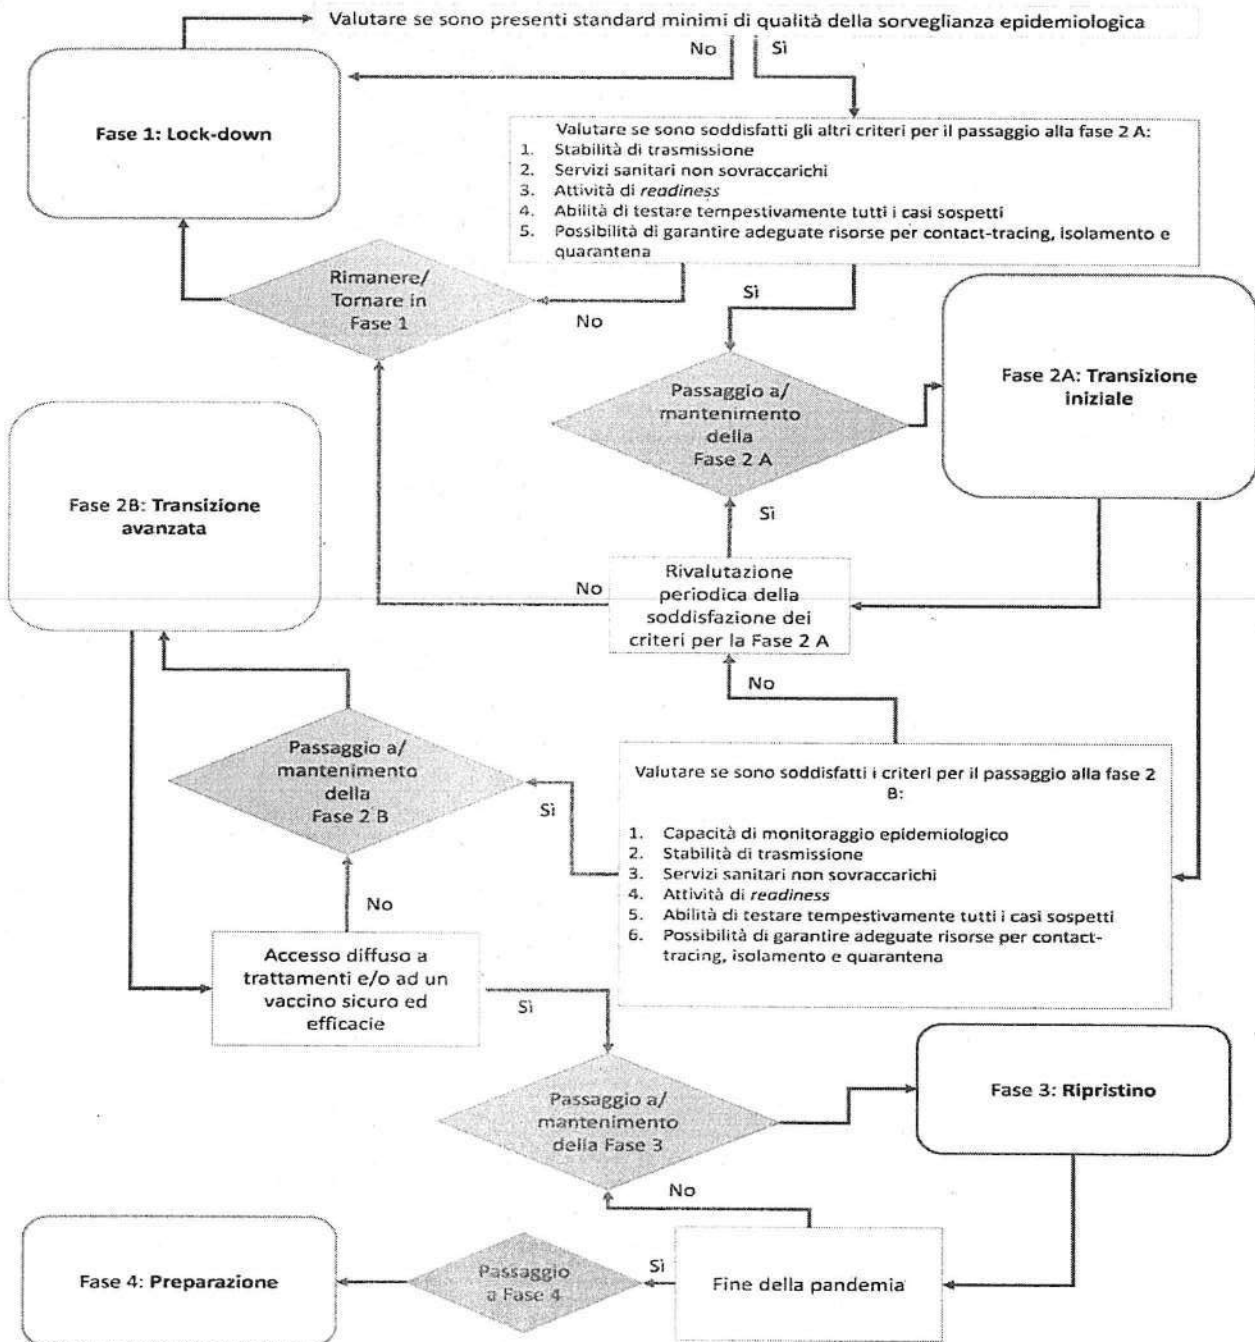 Valutare se sono presenti standard minimi di qualità della sorveglianza epidemiologica
No
Sì
Fase 1: Lock-down
Valutare se sono soddisfatti gli altri criteri per il passaggio alla fase 2 A:
1. Stabilità di trasmissione
2. Servizi sanitari non sovraccarichi
3. Attività di readiness
4. Abilità di testare tempestivamente tutti i casi sospetti
5. Possibilità di garantire adeguate risorse per contact-tracing, isolamento e
quarantena
Rimanere/
Tornare in
Fase 1
No
Sì
Passaggio a/
mantenimento
della
Fase 2 A
Fase 2A: Transizione
iniziale
Fase 2B: Transizione
avanzata
Sì
No
Rivalutazione
periodica della
soddisfazione dei
criteri per la Fase 2 A
No
Passaggio a/
mantenimento
della
Fase 2 B
Sì
Valutare se sono soddisfatti i criteri per il passaggio alla fase 2
B:
1. Capacità di monitoraggio epidemiologico
2. Stabilità di trasmissione
3. Servizi sanitari non sovraccarichi
4. Attività di readiness
5. Abilità di testare tempestivamente tutti i casi sospetti
6. Possibilità di garantire adeguate risorse per contact-
tracing, isolamento e quarantena
No
Accesso diffuso a
trattamenti e/o ad un
vaccino sicuro ed
efficacie
Sì
Passaggio a/
mantenimento
della Fase 3
Fase 3: Ripristino
No
Fase 4: Preparazione
Passaggio
a Fase 4
Sì
Fine della pandemia